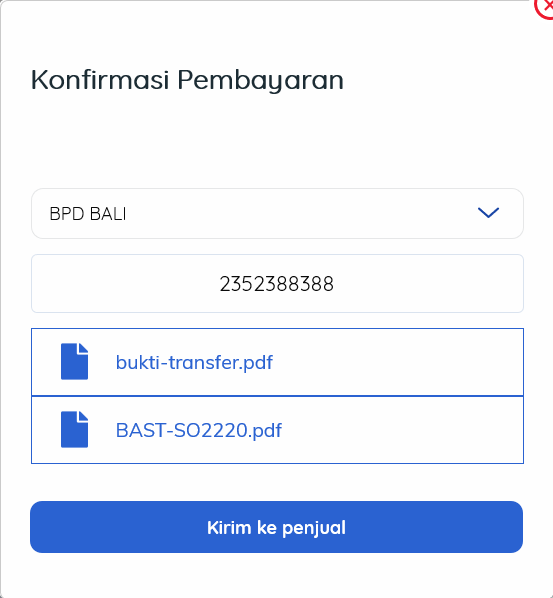 Konfirmasi Pembayaran
BPD BALI
2352388388
bukti-transfer.pdf
BAST-SO2220.pdf
Kirim ke penjual